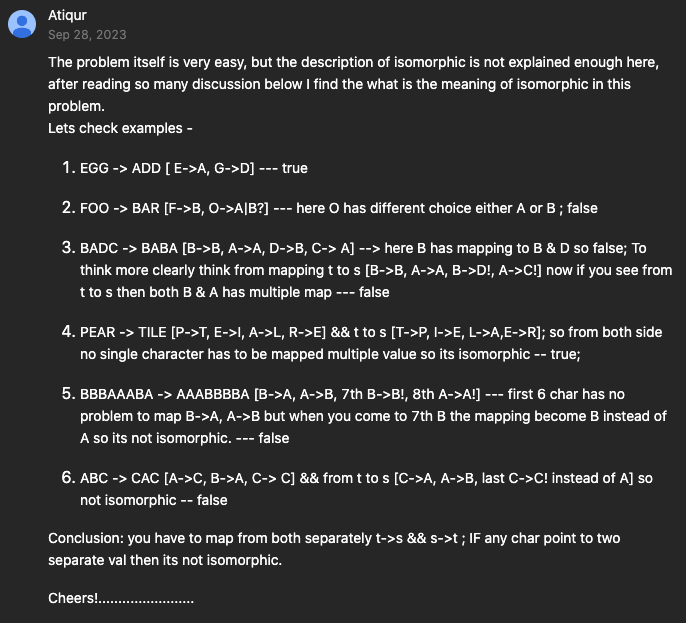 Atiqur
Sep 28, 2023
The problem itself is very easy, but the description of isomorphic is not explained enough here,
after reading so many discussion below I find the what is the meaning of isomorphic in this
problem.
Lets check examples -
1. EGG -> ADD [ E->A, G->D] --- true
2. FOO -> BAR [F->B, O->A|B?] --- here O has different choice either A or B ; false
3. BADC -> BABA [B->B, A->A, D->B, C-> A] --> here B has mapping to B & D so false; To
think more clearly think from mapping t to s [B->B, A->A, B->D!, A->C!] now if you see from
t to s then both B & A has multiple map --- false
4. PEAR -> TILE [P->T, E->I, A->L, R->E] && t to s [T->P, I->E, L->A,E->R]; so from both side
no single character has to be mapped multiple value so its isomorphic -- true;
5. BBBAAABA -> AAABBBBA [B->A, A->B, 7th B->B!, 8th A->A!] --- first 6 char has no
problem to map B->A, A->B but when you come to 7th B the mapping become B instead of
A so its not isomorphic. --- false
6. ABC -> CAC [A->C, B->A, C-> C] && from t to s [C->A, A->B, last C->C! instead of A] so
not isomorphic -- false
Conclusion: you have to map from both separately t->s && s->t ; IF any char point to two
separate val then its not isomorphic.
Cheers!........................